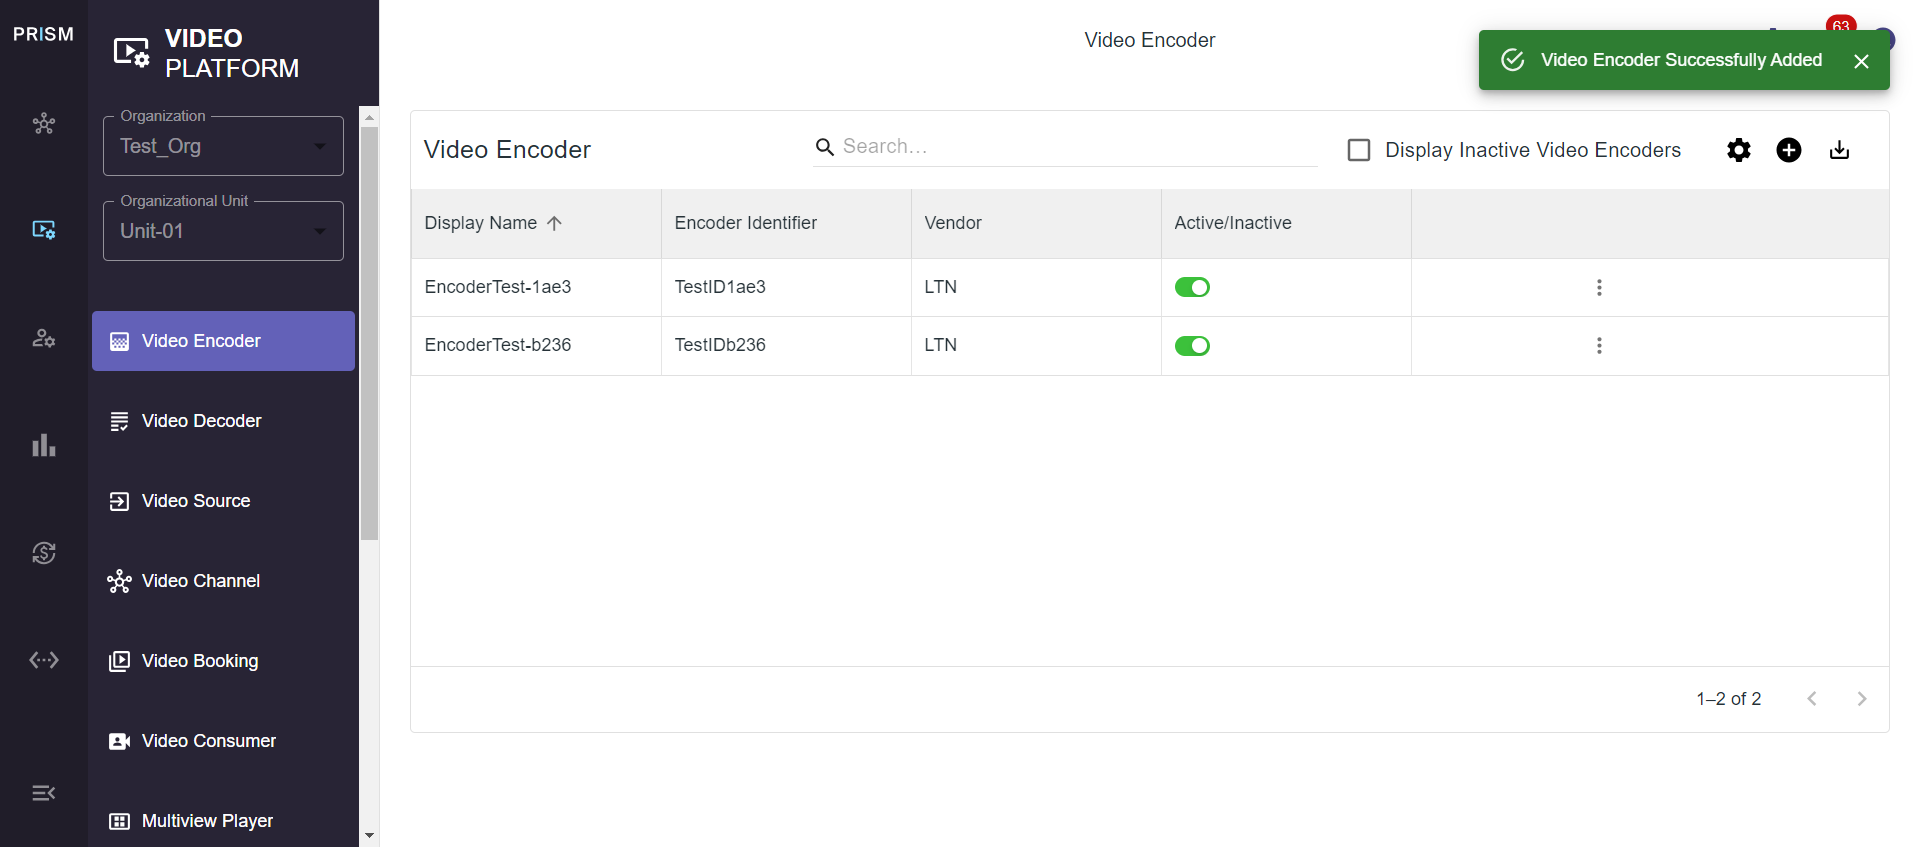 PRISM
VIDEO
PLATFORM
Organization
Test_Org
Organizational Unit
Unit-01
Video Encoder
Video Decoder
Video Source
Video Channel
Video Booking
Video Consumer
Multiview Player
Video Encoder
63
Video Encoder Successfully Added
Video Encoder
Search...
Display Inactive Video Encoders
Display Name
Encoder Identifier
Vendor
Active/Inactive
EncoderTest-1ae3
TestID1ae3
LTN
EncoderTest-b236
TestIDb236
LTN
1–2 of 2